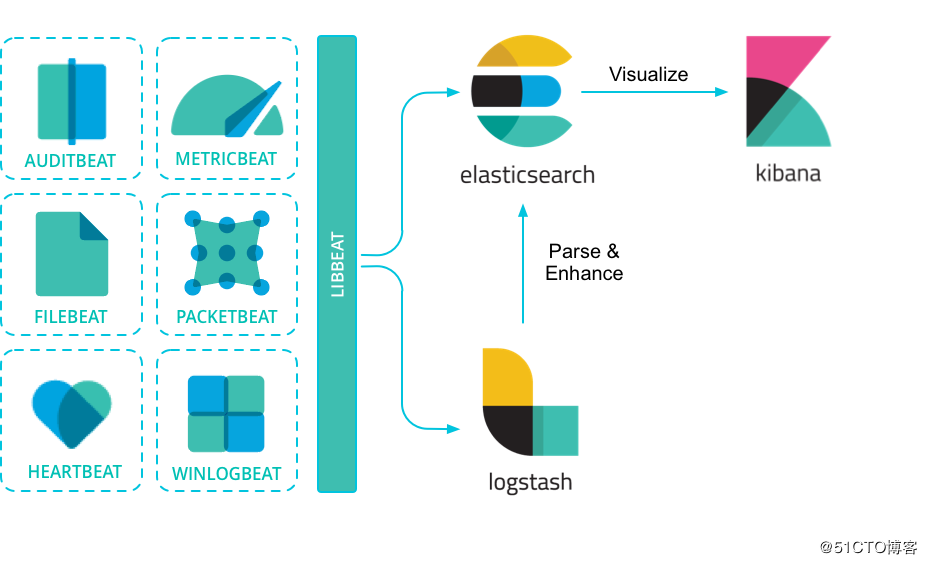 AUDITBEAT
METRICBEAT
FILEBEAT
PACKETBEAT
HEARTBEAT
WINLOGBEAT
LIBBEAT
elasticsearch
Visualize
kibana
Parse &
Enhance
logstash
@51CTO博客